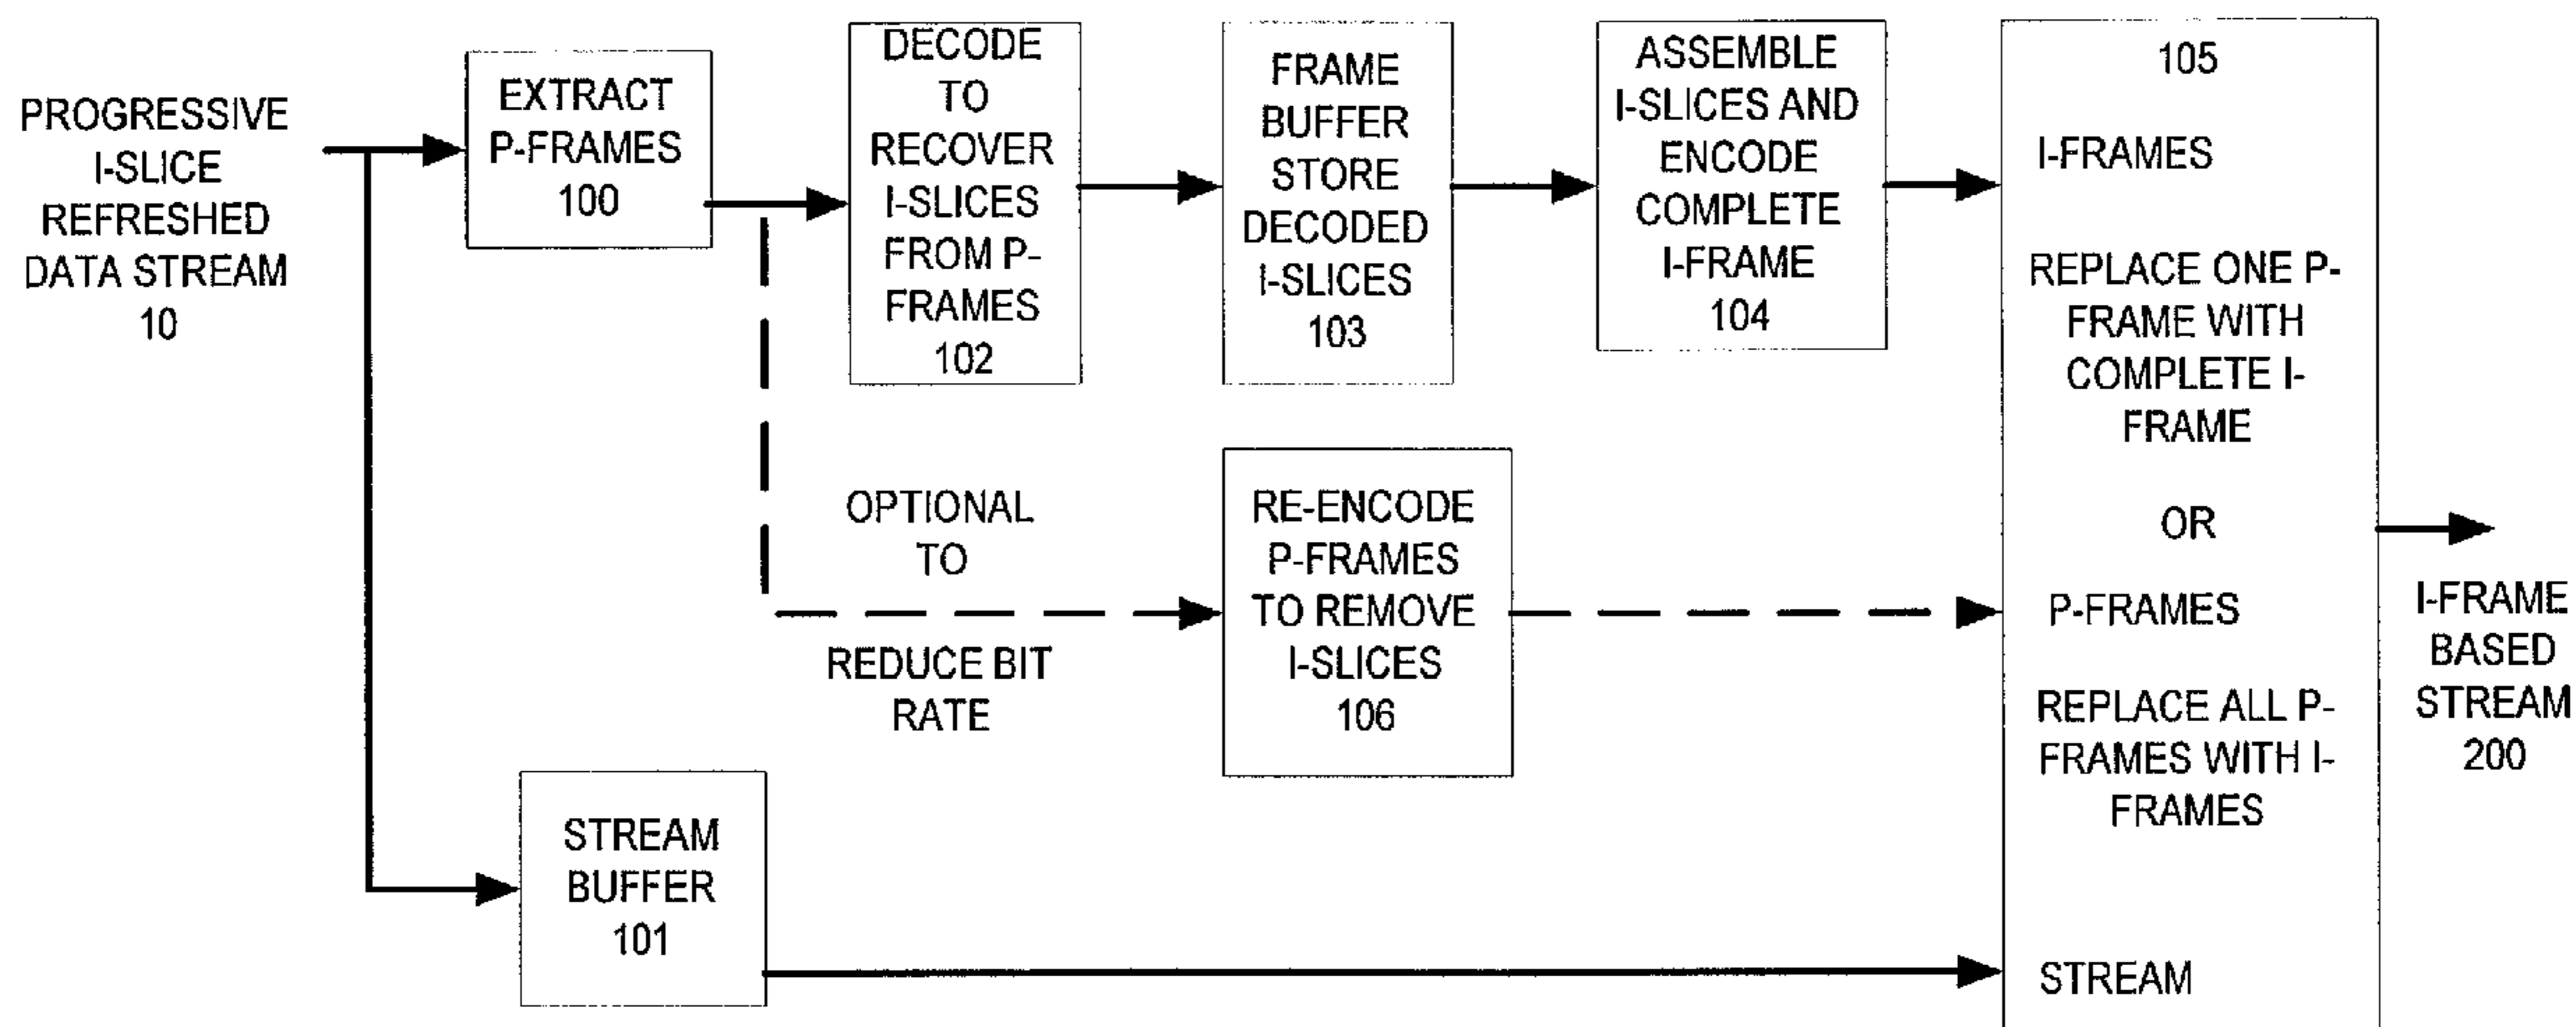 PROGRESSIVE
I-SLICE
REFRESHED
DATA STREAM
10
EXTRACT
P-FRAMES
100
DECODE
TO
RECOVER
I-SLICES
FROM P-
FRAMES
102
FRAME
BUFFER
STORE
DECODED
I-SLICES
103
ASSEMBLE
I-SLICES AND
ENCODE
COMPLETE
I-FRAME
104
105
I-FRAMES
REPLACE ONE P-
FRAME WITH
COMPLETE I-
FRAME
OR
P-FRAMES
REPLACE ALL P-
FRAMES WITH I-
FRAMES
STREAM
OPTIONAL
TO
REDUCE BIT
RATE
RE-ENCODE
P-FRAMES
TO REMOVE
I-SLICES
106
STREAM
BUFFER
101
I-FRAME
BASED
STREAM
200